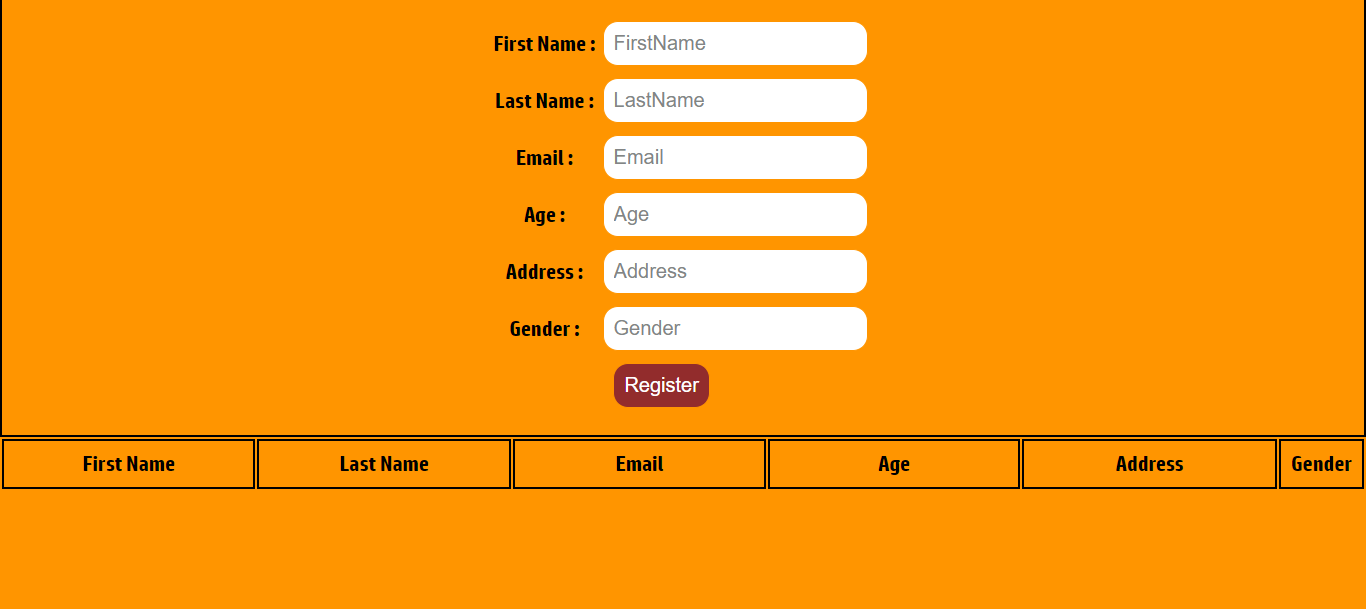 First Name : FirstName
Last Name : LastName
Email : Email
Age : Age
Address : Address
Gender : Gender
Register
First Name Last Name Email Age Address Gender